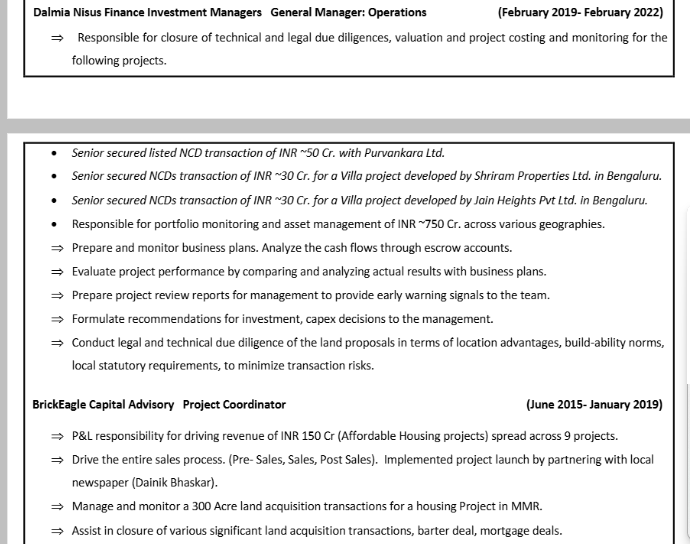 Dalmia Nisus Finance Investment Managers General Manager: Operations (February 2019- February 2022)
⇒ Responsible for closure of technical and legal due diligences, valuation and project costing and monitoring for the
following projects.
• Senior secured listed NCD transaction of INR ~50 Cr. with Purvankara Ltd.
• Senior secured NCDs transaction of INR ~30 Cr. for a Villa project developed by Shriram Properties Ltd. in Bengaluru.
• Senior secured NCDs transaction of INR ~30 Cr. for a Villa project developed by Jain Heights Pvt Ltd. in Bengaluru.
• Responsible for portfolio monitoring and asset management of INR ~750 Cr. across various geographies.
⇒ Prepare and monitor business plans. Analyze the cash flows through escrow accounts.
⇒ Evaluate project performance by comparing and analyzing actual results with business plans.
⇒ Prepare project review reports for management to provide early warning signals to the team.
⇒ Formulate recommendations for investment, capex decisions to the management.
⇒ Conduct legal and technical due diligence of the land proposals in terms of location advantages, build-ability norms,
local statutory requirements, to minimize transaction risks.
BrickEagle Capital Advisory Project Coordinator (June 2015- January 2019)
⇒ P&L responsibility for driving revenue of INR 150 Cr (Affordable Housing projects) spread across 9 projects.
⇒ Drive the entire sales process. (Pre- Sales, Sales, Post Sales). Implemented project launch by partnering with local
newspaper (Dainik Bhaskar).
⇒ Manage and monitor a 300 Acre land acquisition transactions for a housing Project in MMR.
⇒ Assist in closure of various significant land acquisition transactions, barter deal, mortgage deals.